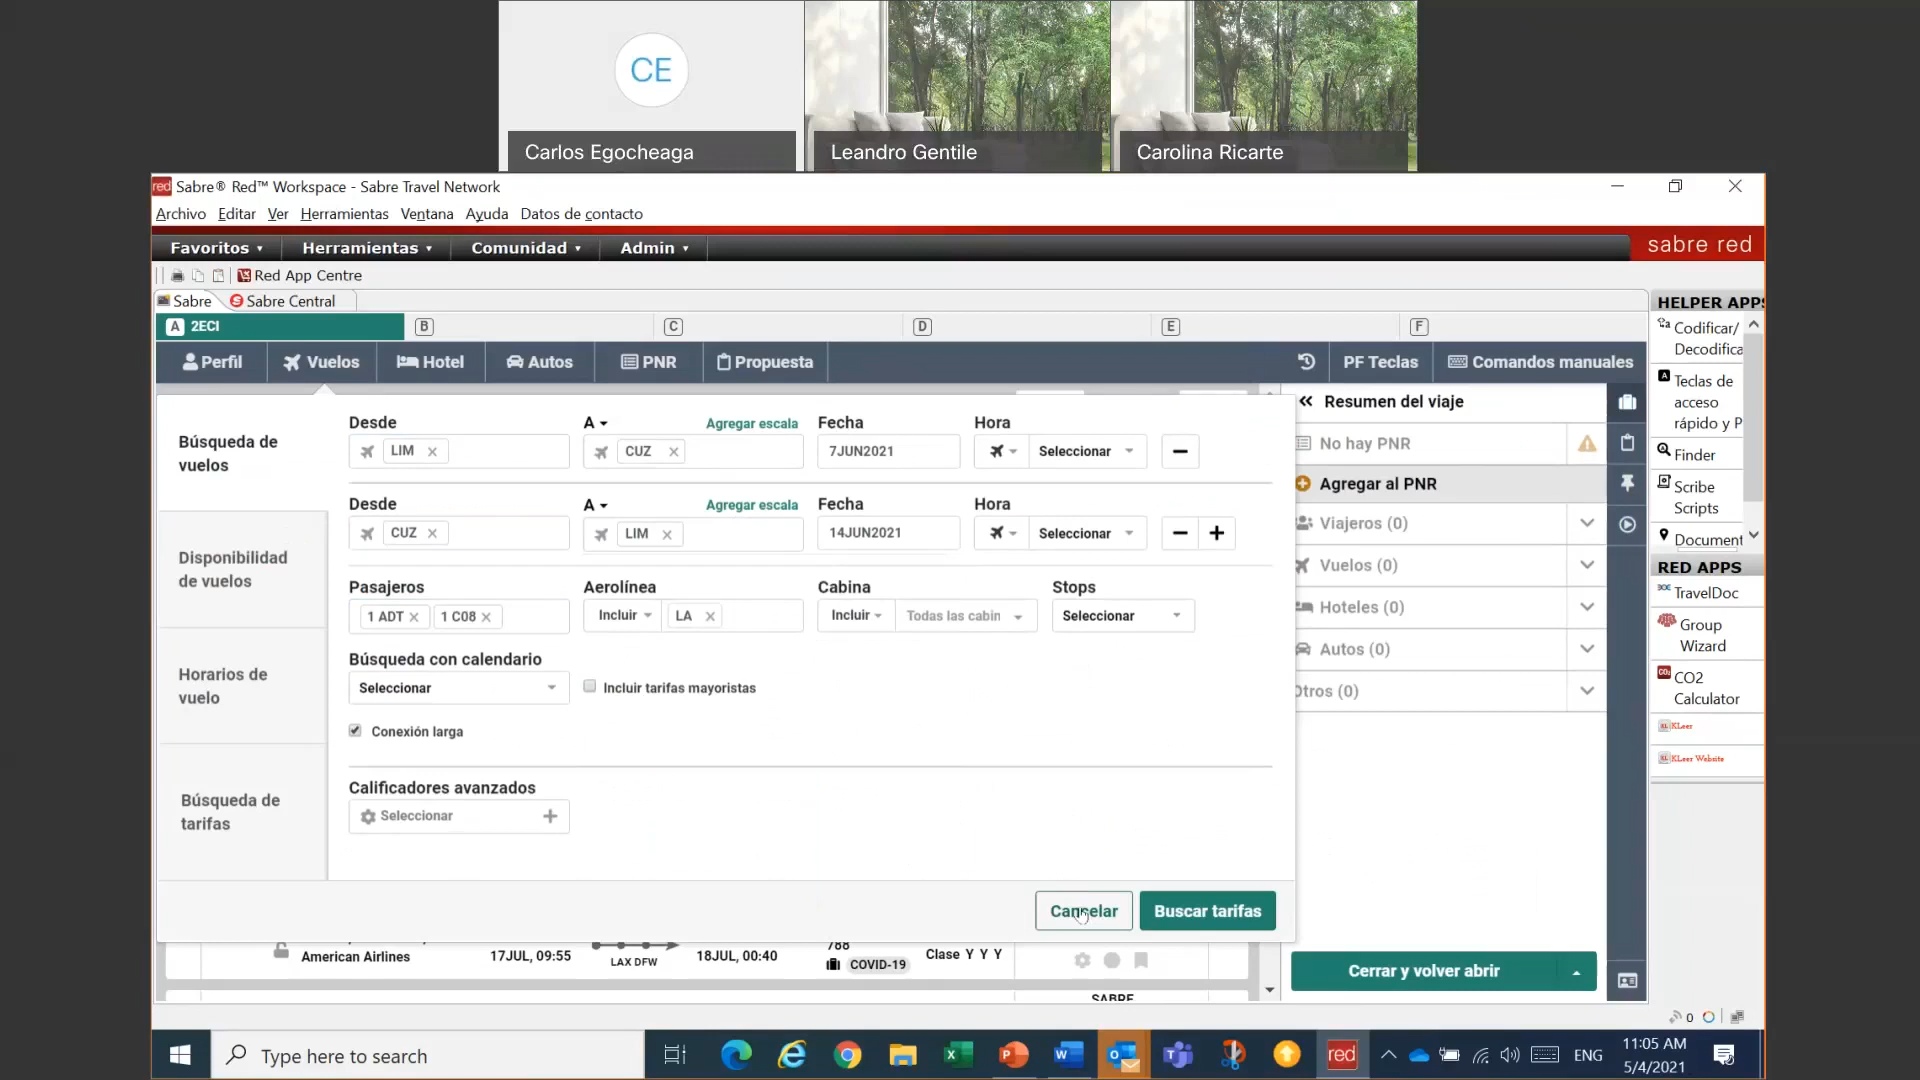 CE
Carlos Egocheaga
Leandro Gentile
Carolina Ricarte
red Sabre® Red™ Workspace - Sabre Travel Network
Archivo Editar Ver Herramientas Ventana Ayuda Datos de contacto
Favoritos Herramientas Comunidad Admin
sabre red
Red App Centre
Sabre Sabre Central
HELPER APPS
A 2ECI B C D E F
Codificar/
Decodifica
Perfil Vuelos Hotel Autos PNR Propuesta PF Teclas Comandos manuales
Teclas de
acceso
rápido y P
Finder
Scribe
Scripts
Document
RED APPS
TravelDoc
Group
Wizard
CO2
Calculator
KLeer
KLeer Website
Búsqueda de
vuelos
Disponibilidad
de vuelos
Horarios de
vuelo
Búsqueda de
tarifas
Desde A Agregar escala Fecha Hora
LIM CUZ 7JUN2021 Seleccionar
Desde A Agregar escala Fecha Hora
CUZ LIM 14JUN2021 Seleccionar
Pasajeros Aerolínea Cabina Stops
1 ADT 1 C08 Incluir LA Incluir Todas las cabin Seleccionar
Búsqueda con calendario
Seleccionar Incluir tarifas mayoristas
Conexión larga
Calificadores avanzados
Seleccionar
Cancelar Buscar tarifas
Resumen del viaje
No hay PNR
Agregar al PNR
Viajeros (0)
Vuelos (0)
Hoteles (0)
Autos (0)
Otros (0)
Cerrar y volver abrir
American Airlines 17JUL, 09:55 LAX DFW 18JUL, 00:40 788 COVID-19 Clase Y Y Y
SABRE
0
Type here to search
red
ENG
11:05 AM
5/4/2021